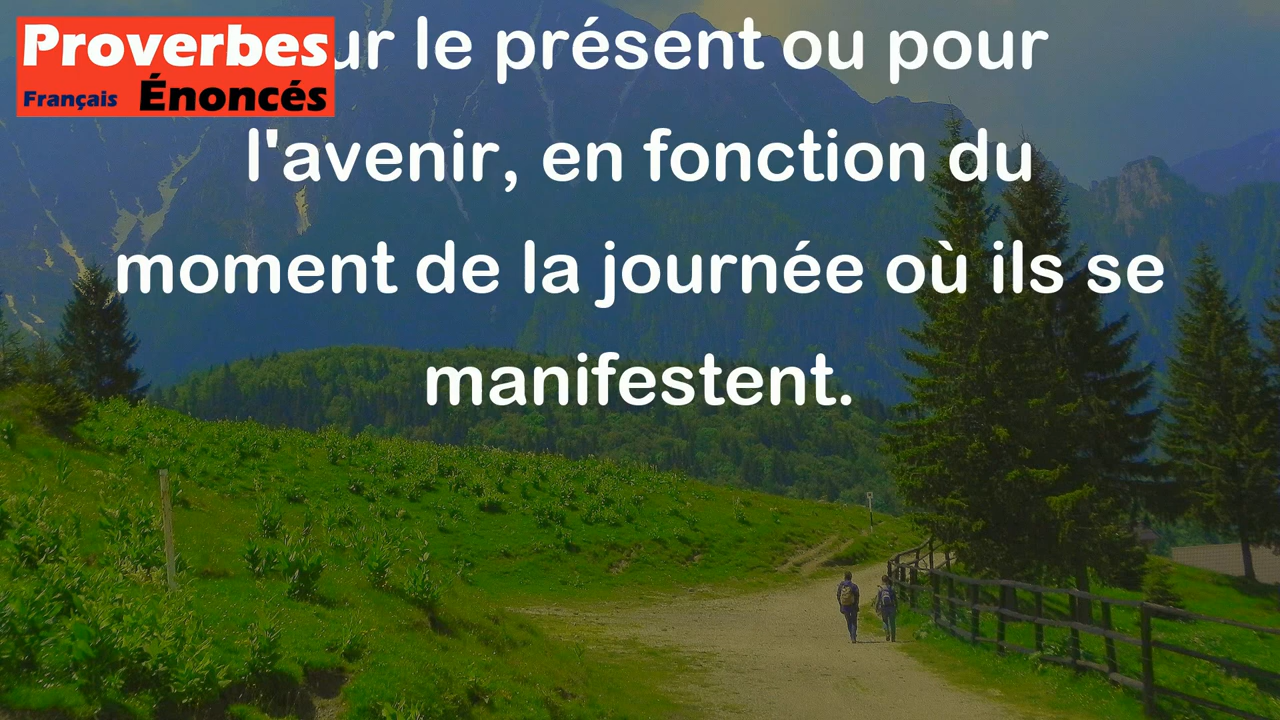 Proverbes
Français Énoncés
le présent ou pour
l'avenir, en fonction du
moment de la journée où ils se
manifestent.